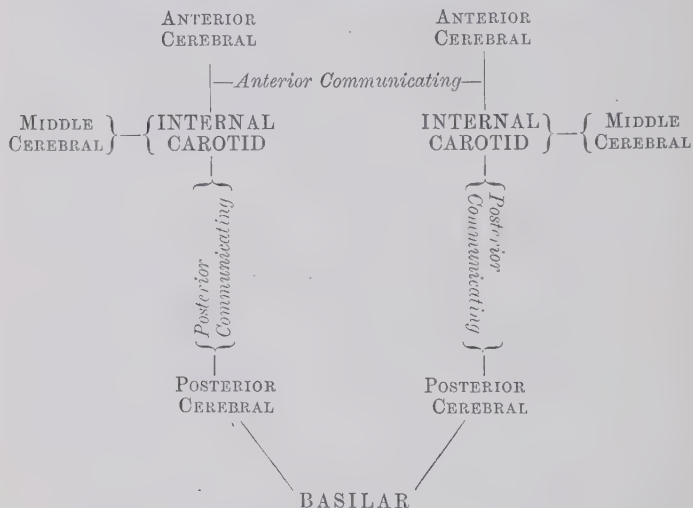 ANTERIOR CEREBRAL
ANTERIOR CEREBRAL
—Anterior Communicating—
MIDDLE CEREBRAL
INTERNAL CAROTID
INTERNAL CAROTID
MIDDLE CEREBRAL
Posterior Communicating
Posterior Communicating
POSTERIOR CEREBRAL
POSTERIOR CEREBRAL
BASILAR